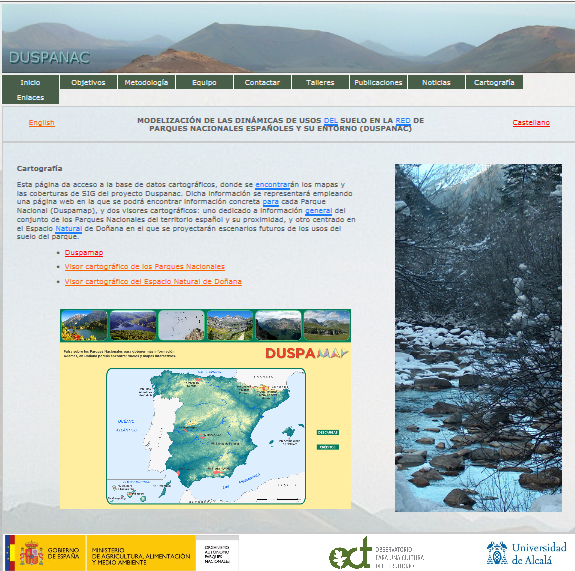 DUSPANAC
Inicio Objetivos Metodología Equipo Contactar Talleres Publicaciones Noticias Cartografía
Enlaces
English
MODELIZACIÓN DE LAS DINÁMICAS DE USOS DEL SUELO EN LA RED DE
PARQUES NACIONALES ESPAÑOLES Y SU ENTORNO (DUSPANAC)
Castellano
Cartografía
Esta página da acceso a la base de datos cartográficos, donde se encontrarán los mapas y
las coberturas de SIG del proyecto Duspanac. Dicha información se representará empleando
una página web en la que se podrá encontrar información concreta para cada Parque
Nacional (Duspamap), y dos visores cartográficos: uno dedicado a información general del
conjunto de los Parques Nacionales del territorio español y su proximidad, y otro centrado en
el Espacio Natural de Doñana en el que se proyectarán escenarios futuros de los usos del
suelo del parque.
Duspamap
Visor cartográfico de los Parques Nacionales
Visor cartográfico del Espacio Natural de Doñana
DUSPAMAP
GOBIERNO
DE ESPAÑA
MINISTERIO
DE AGRICULTURA, ALIMENTACIÓN
Y MEDIO AMBIENTE
ORGANISMO
AUTÓNOMO
PARQUES
NACIONALES
OBSERVATORIO
PARA UNA CULTURA
DEL TERRITORIO
Universidad
de Alcalá